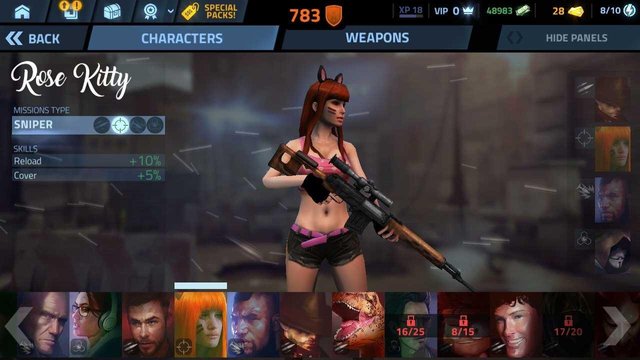 SPECIAL PACKS!
783
XP 18
VIP 0
48983
28
8/10
BACK
CHARACTERS
WEAPONS
HIDE PANELS
Rose Kitty
MISSIONS TYPE
SNIPER
SKILLS
Reload +10%
Cover +5%
16/25
8/15
17/20